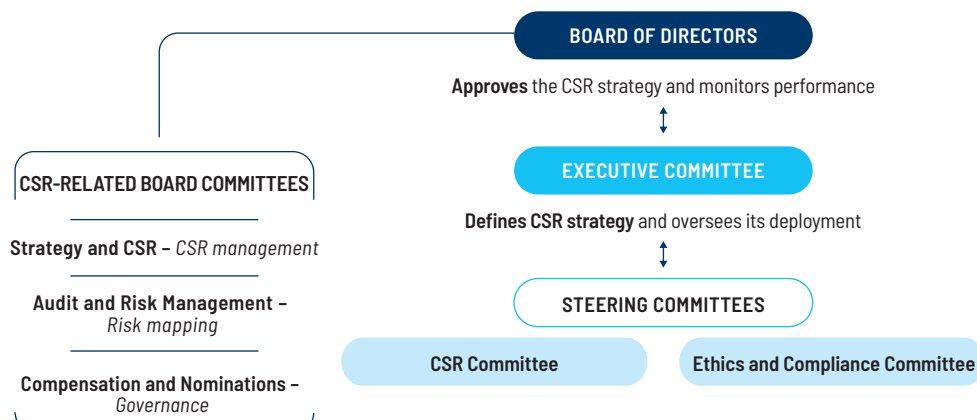 BOARD OF DIRECTORS
Approves the CSR strategy and monitors performance
EXECUTIVE COMMITTEE
Defines CSR strategy and oversees its deployment
STEERING COMMITTEES
CSR Committee
Ethics and Compliance Committee
CSR-RELATED BOARD COMMITTEES
Strategy and CSR – CSR management
Audit and Risk Management –
Risk mapping
Compensation and Nominations –
Governance